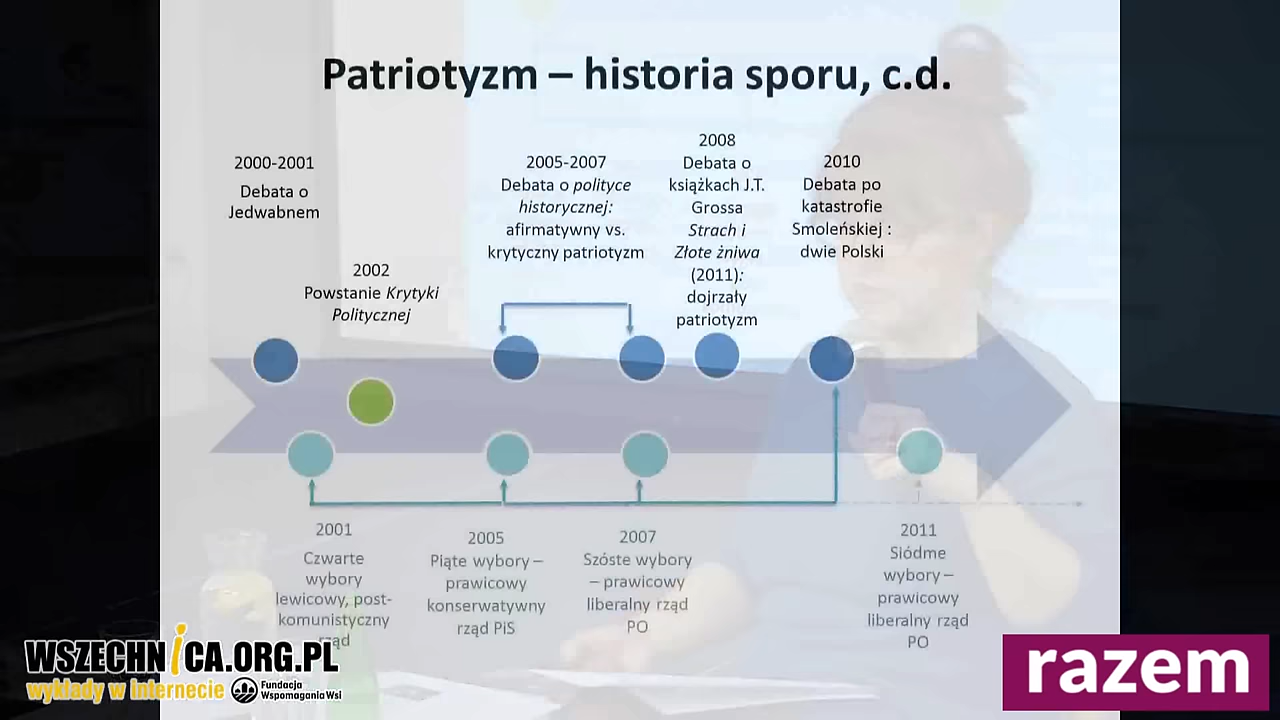 Patriotyzm – historia sporu, c.d.
2000-2001
Debata o
Jedwabnem
2002
Powstanie Krytyki
Politycznej
2005-2007
Debata o polityce
historycznej:
afirmatywny vs.
krytyczny patriotyzm
2008
Debata o
książkach J.T.
Grossa
Strach i
Złote żniwa
(2011):
dojrzały
patriotyzm
2010
Debata po
katastrofie
Smoleńskiej :
dwie Polski
2001
Czwarte
wybory
lewicowy, post-
komunistyczny
rząd
2005
Piąte wybory –
prawicowy
konserwatywny
rząd PiS
2007
Szóste wybory
– prawicowy
liberalny rząd
PO
2011
Siódme
wybory –
prawicowy
liberalny rząd
PO
WSZECHNICA.ORG.PL
wykłady w internecie
Fundacja
Wspomagania Wsi
razem